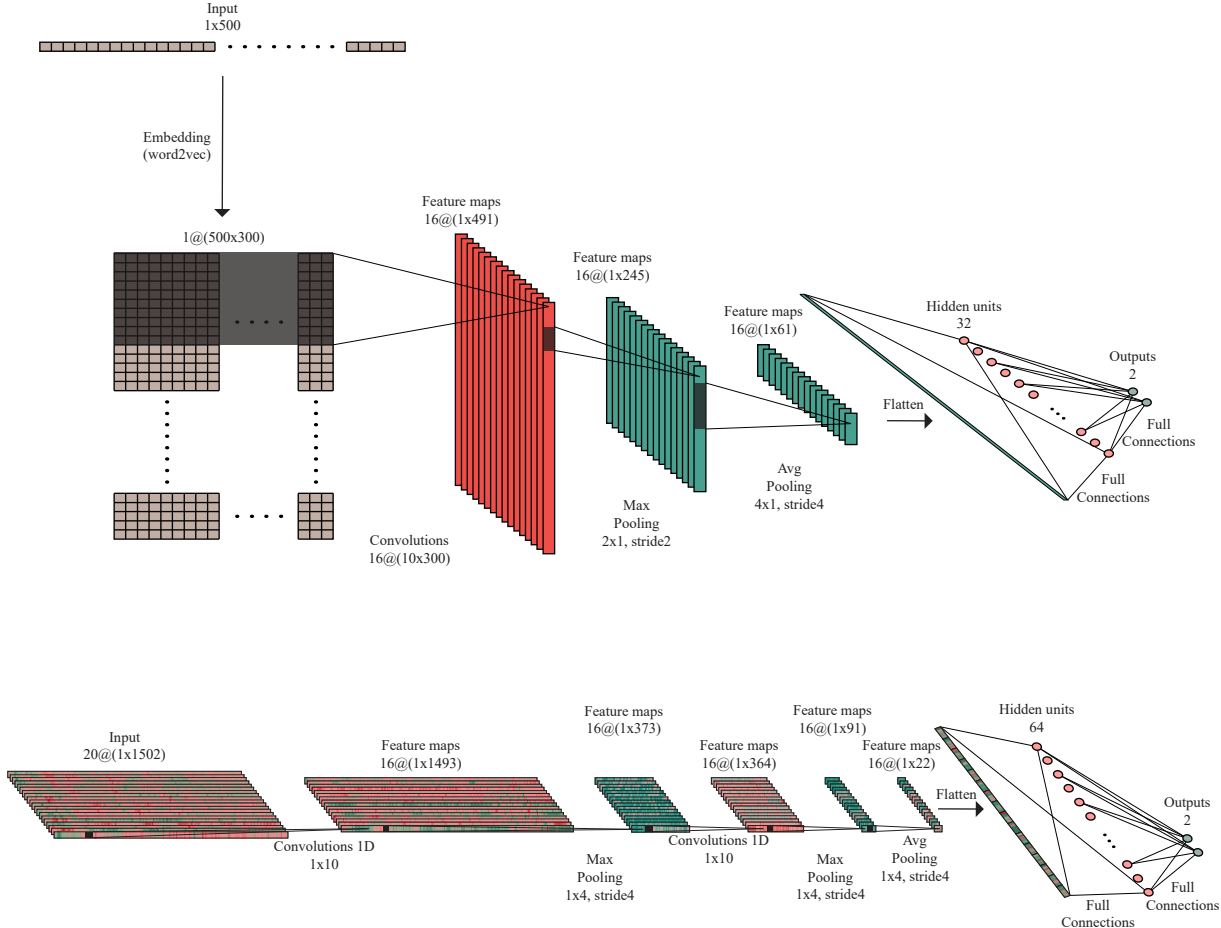 Input
1x500
Embedding
(word2vec)
1@(500x300)
Feature maps
16@(1x491)
Convolutions
16@(10x300)
Feature maps
16@(1x245)
Max
Pooling
2x1, stride2
Feature maps
16@(1x61)
Avg
Pooling
4x1, stride4
Flatten
Hidden units
32
Full
Connections
Outputs
2
Full
Connections
Input
20@(1x1502)
Convolutions 1D
1x10
Feature maps
16@(1x1493)
Max
Pooling
1x4, stride4
Feature maps
16@(1x373)
Convolutions 1D
1x10
Feature maps
16@(1x364)
Max
Pooling
1x4, stride4
Feature maps
16@(1x91)
Avg
Pooling
1x4, stride4
Feature maps
16@(1x22)
Flatten
Hidden units
64
Full
Connections
Outputs
2
Full
Connections